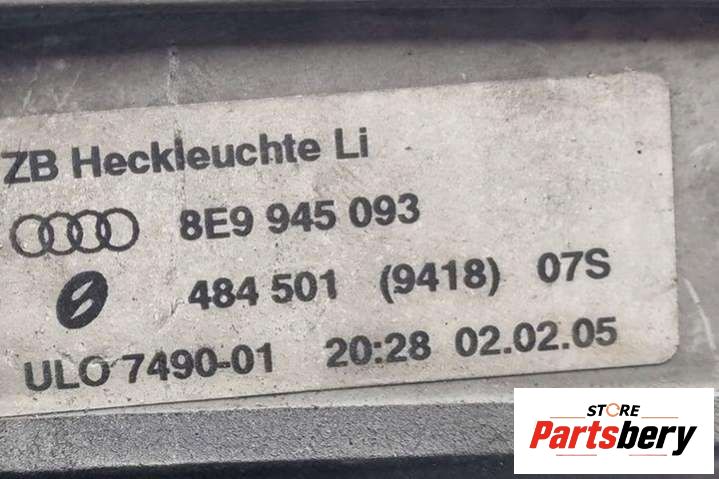 ZB Heckleuchte Li
8E9 945 093
8 484 501 (9418) 07S
ULO 7490-01 20:28 02.02.05
STORE
Partsbery